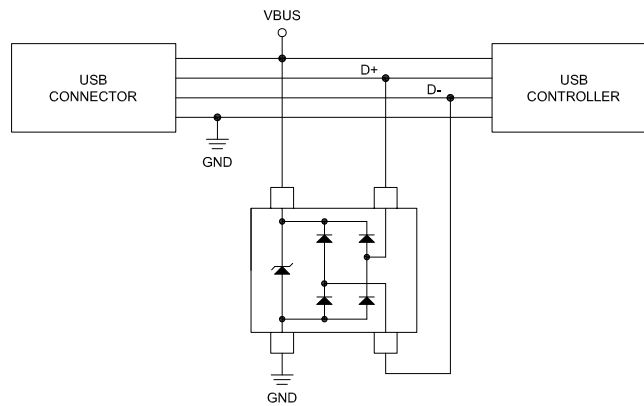 VBUS
USB
CONNECTOR
D+
D-
USB
CONTROLLER
GND
GND